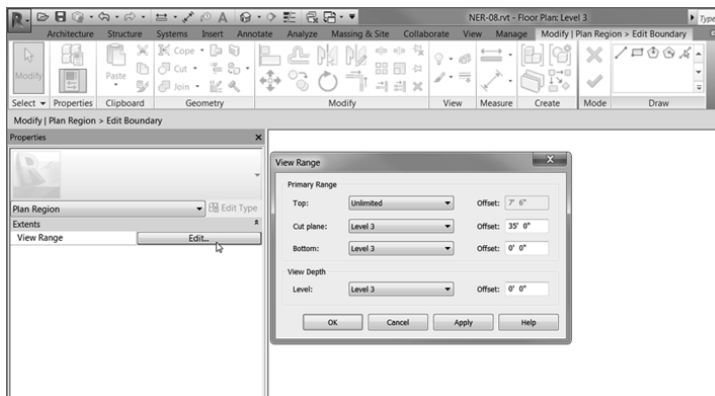 NER-08.rvt - Floor Plan: Level 3
Type
Architecture Structure Systems Insert Annotate Analyze Massing & Site Collaborate View Manage Modify | Plan Region > Edit Boundary
Modify
Properties
Paste
Cope
Cut
Join
Select Properties Clipboard Geometry Modify View Measure Create Mode Draw
Modify | Plan Region > Edit Boundary
Properties
Plan Region Edit Type
Extents
View Range Edit...
View Range
Primary Range
Top: Unlimited Offset: 7' 6"
Cut plane: Level 3 Offset: 35' 0"
Bottom: Level 3 Offset: 0' 0"
View Depth
Level: Level 3 Offset: 0' 0"
OK Cancel Apply Help